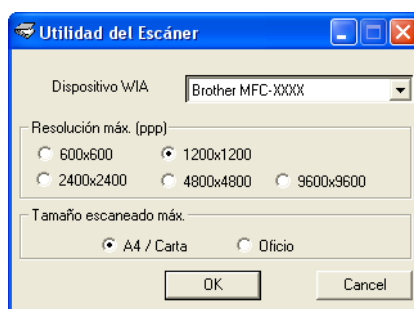 Utilidad del Escáner
Dispositivo WIA Brother MFC-XXXX
Resolución máx. (ppp)
600x600 1200x1200
2400x2400 4800x4800 9600x9600
Tamaño escaneado máx.
A4 / Carta Oficio
OK Cancel